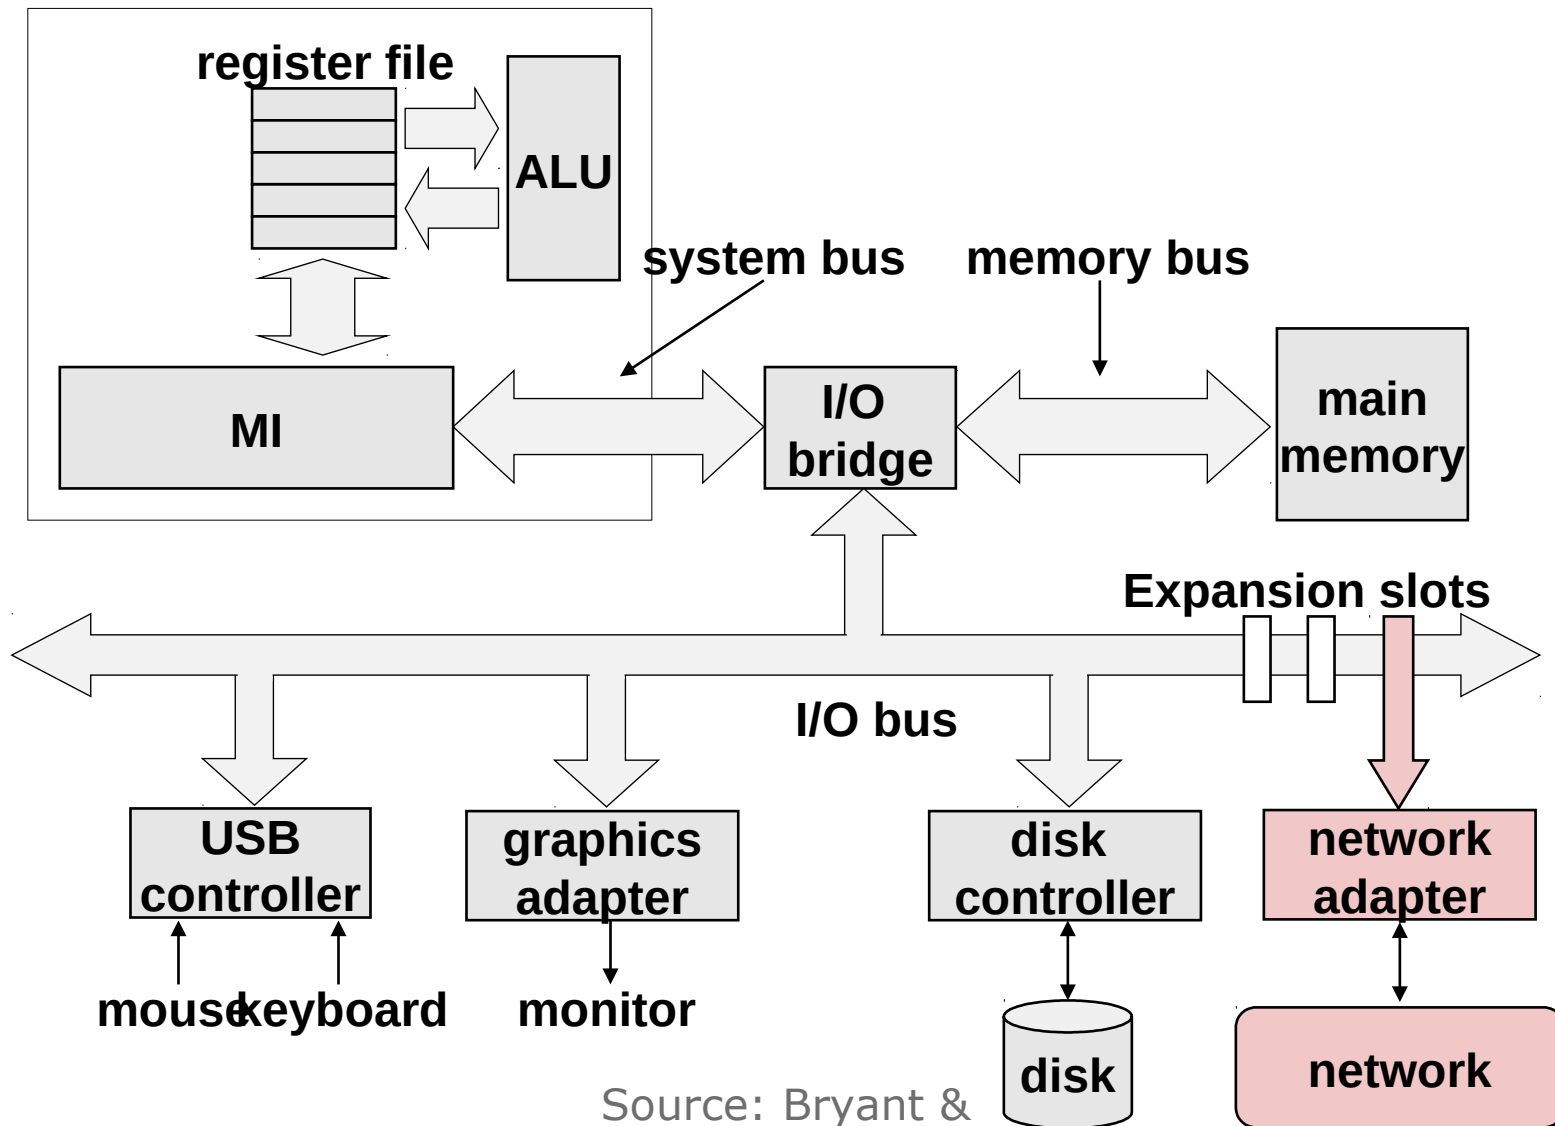 register file
ALU
system bus
memory bus
MI
I/O
bridge
main
memory
Expansion slots
I/O bus
USB
controller
graphics
adapter
disk
controller
network
adapter
mouse
keyboard
monitor
disk
network
Source: Bryant &